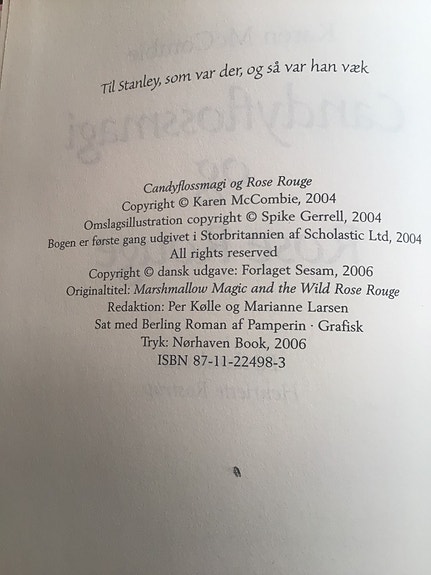 Til Stanley, som var der, og så var han væk
Candyflossmagi og Rose Rouge
Copyright © Karen McCombie, 2004
Omslagsillustration copyright © Spike Gerrell, 2004
Bogen er første gang udgivet i Storbritannien af Scholastic Ltd, 2004
All rights reserved
Copyright © dansk udgave: Forlaget Sesam, 2006
Originaltitel: Marshmallow Magic and the Wild Rose Rouge
Redaktion: Per Kølle og Marianne Larsen
Sat med Berling Roman af Pamperin · Grafisk
Tryk: Nørhaven Book, 2006
ISBN 87-11-22498-3